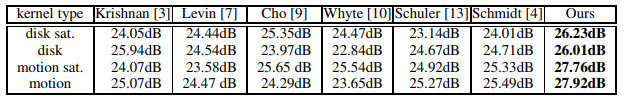 kernel type Krishnan [3] Levin [7] Cho [9] Whyte [10] Schuler [13] Schmidt [4] Ours
disk sat. 24.05dB 24.44dB 25.35dB 24.47dB 23.14dB 24.01dB 26.23dB
disk 25.94dB 24.54dB 23.97dB 22.84dB 24.67dB 24.71dB 26.01dB
motion sat. 24.07dB 23.58dB 25.65 dB 25.54dB 24.92dB 25.33dB 27.76dB
motion 25.07dB 24.47 dB 24.29dB 23.65dB 25.27dB 25.49dB 27.92dB